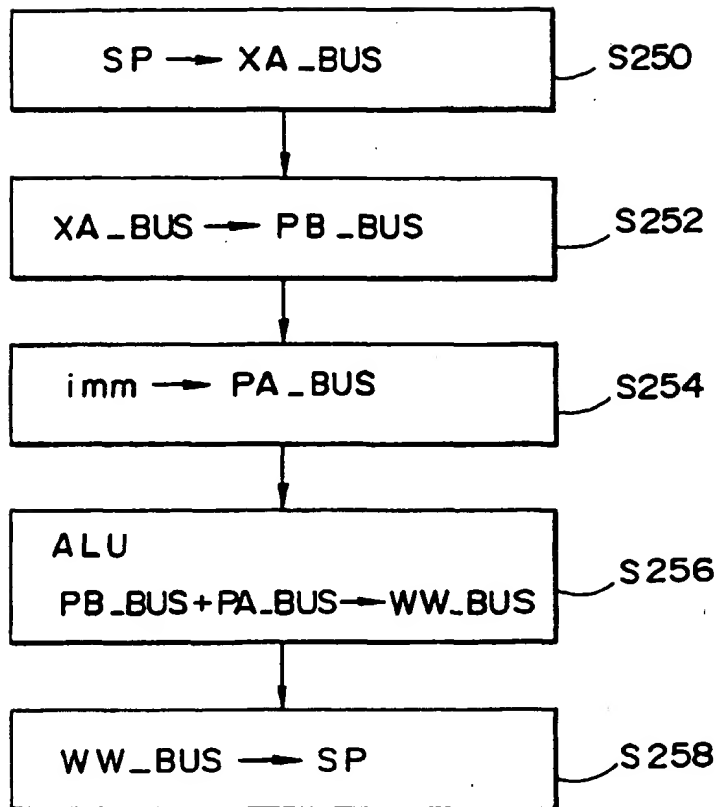 SP → XA_BUS S250
XA_BUS → PB_BUS S252
imm → PA_BUS S254
ALU
PB_BUS+PA_BUS→WW_BUS S256
WW_BUS → SP S258